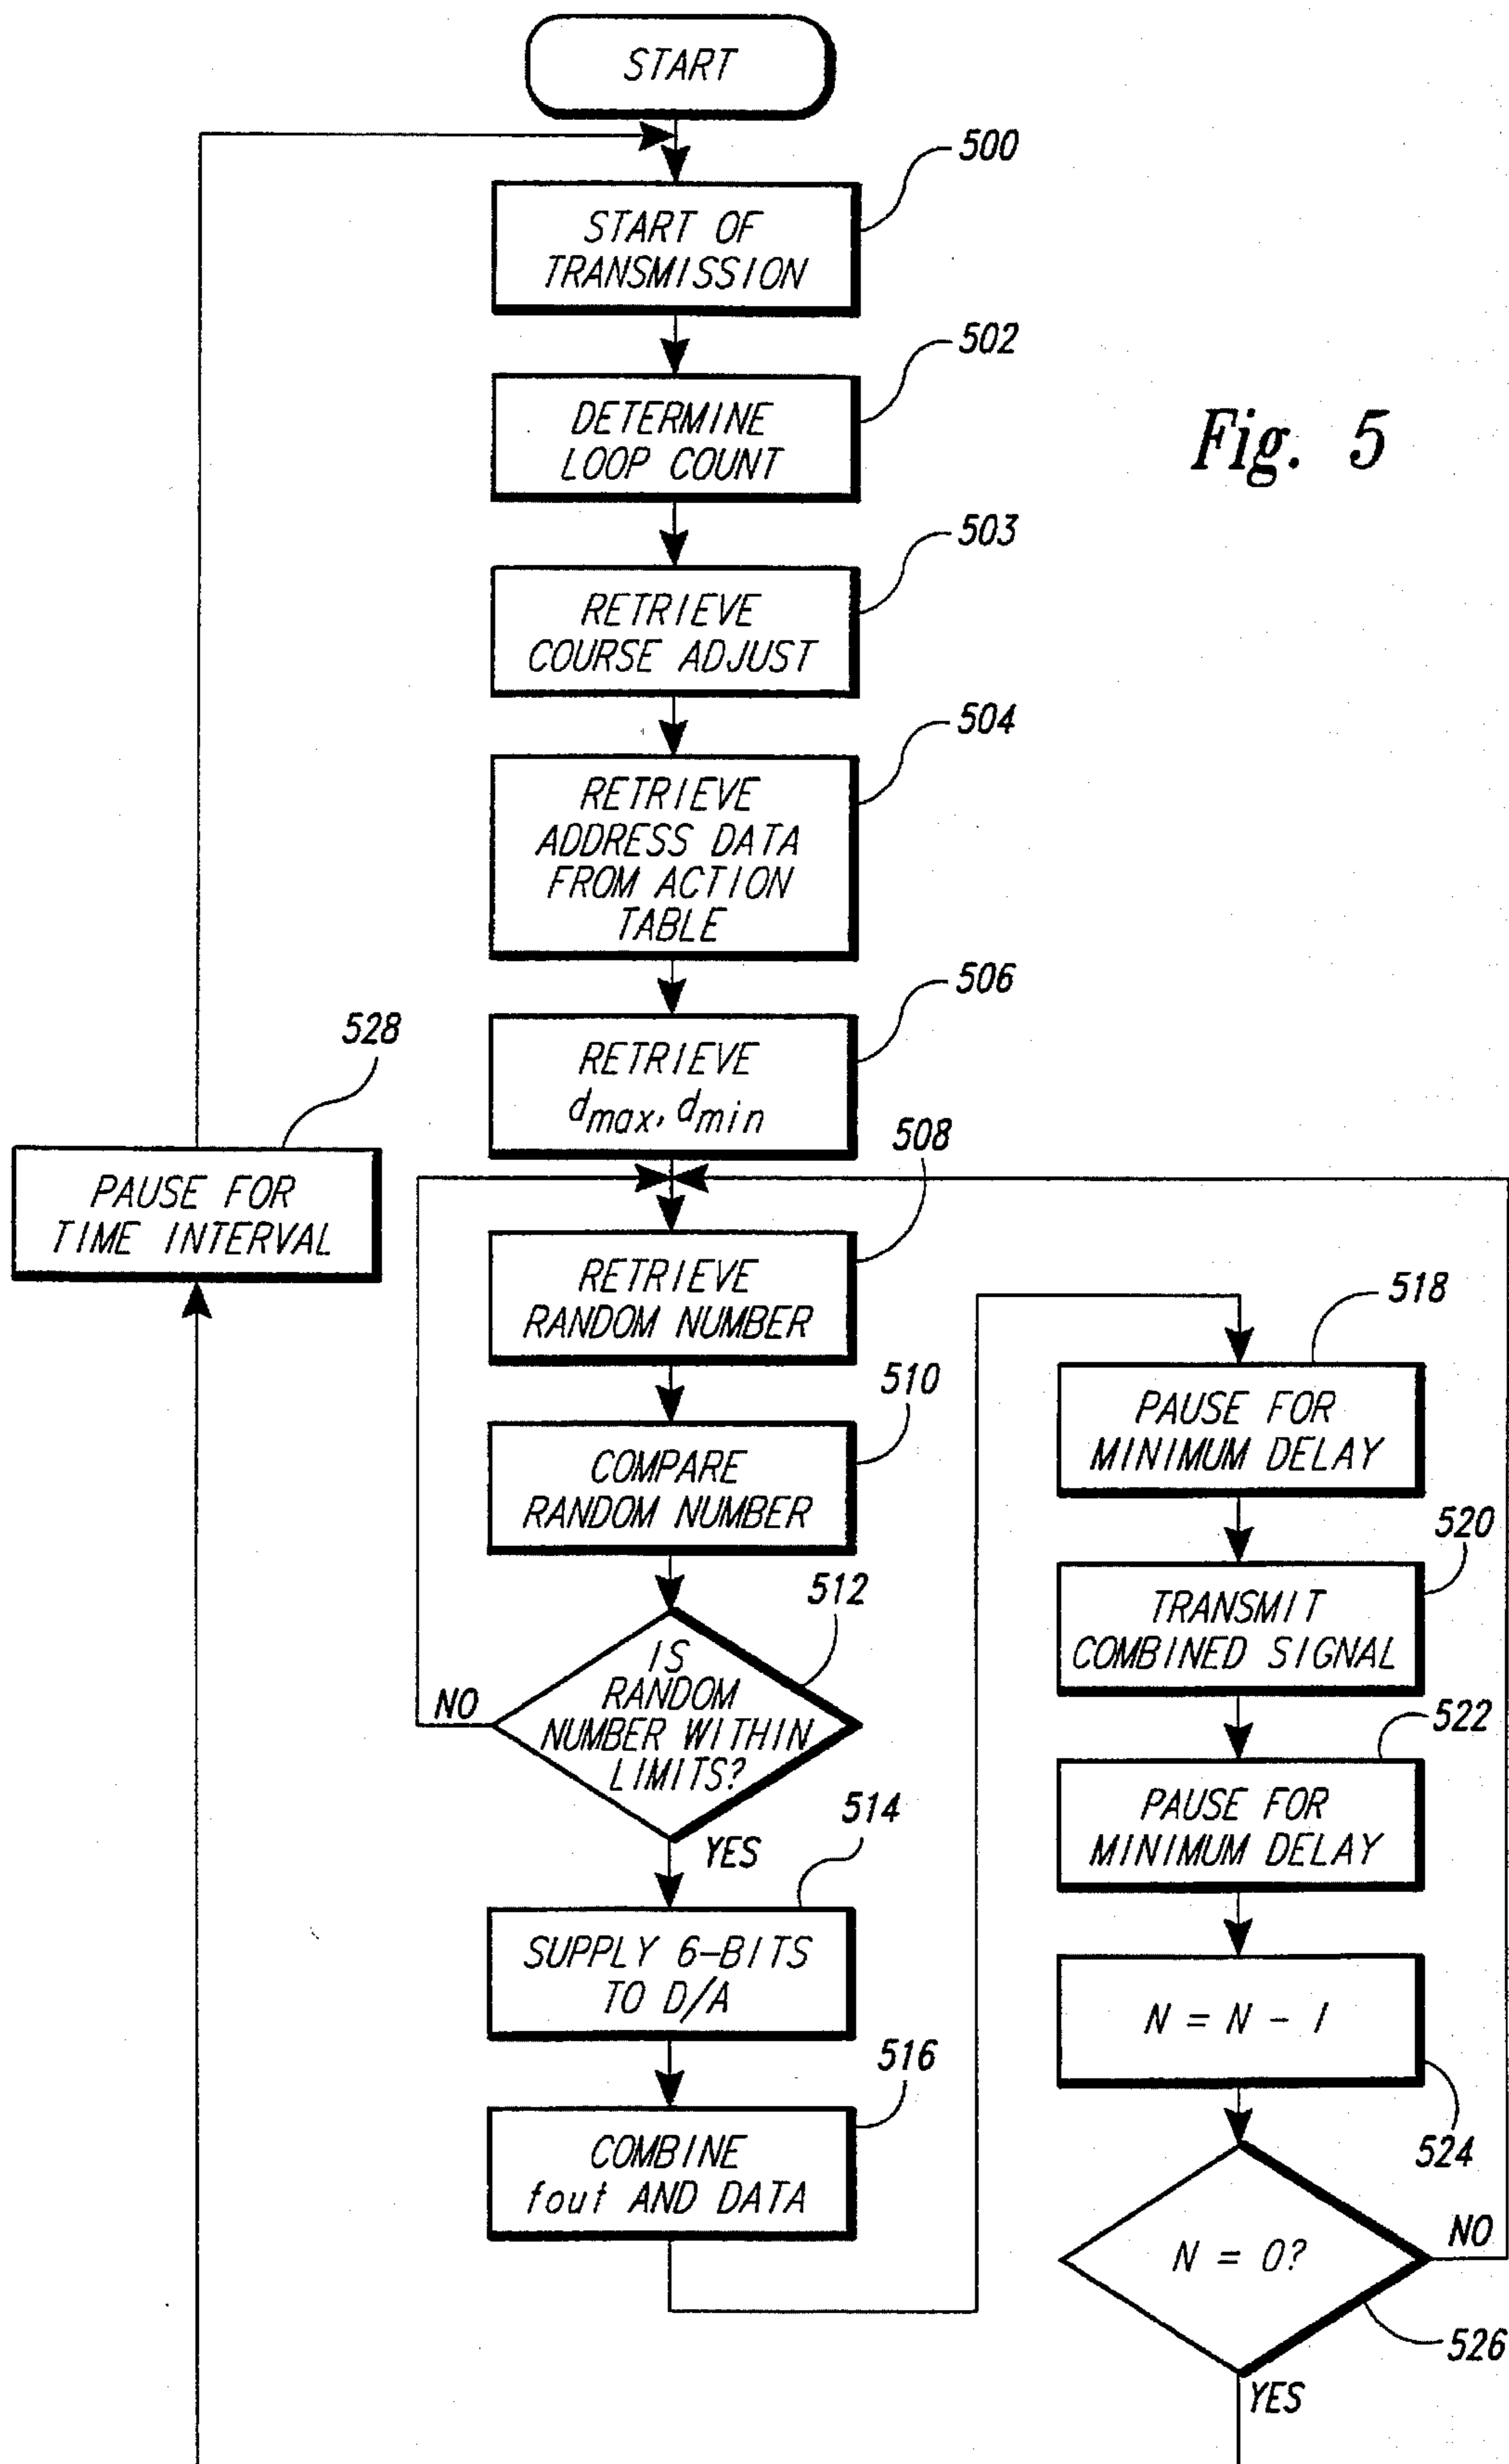 START
500
START OF
TRANSMISSION
502
DETERMINE
LOOP COUNT
Fig. 5
503
RETRIEVE
COURSE ADJUST
504
RETRIEVE
ADDRESS DATA
FROM ACTION
TABLE
506
RETRIEVE
dmax, dmin
528
PAUSE FOR
TIME INTERVAL
508
RETRIEVE
RANDOM NUMBER
510
COMPARE
RANDOM NUMBER
512
IS
RANDOM
NUMBER WITHIN
LIMITS?
NO
YES
514
SUPPLY 6-BITS
TO D/A
516
COMBINE
fout AND DATA
518
PAUSE FOR
MINIMUM DELAY
520
TRANSMIT
COMBINED SIGNAL
522
PAUSE FOR
MINIMUM DELAY
N = N - 1
524
N = 0?
NO
526
YES